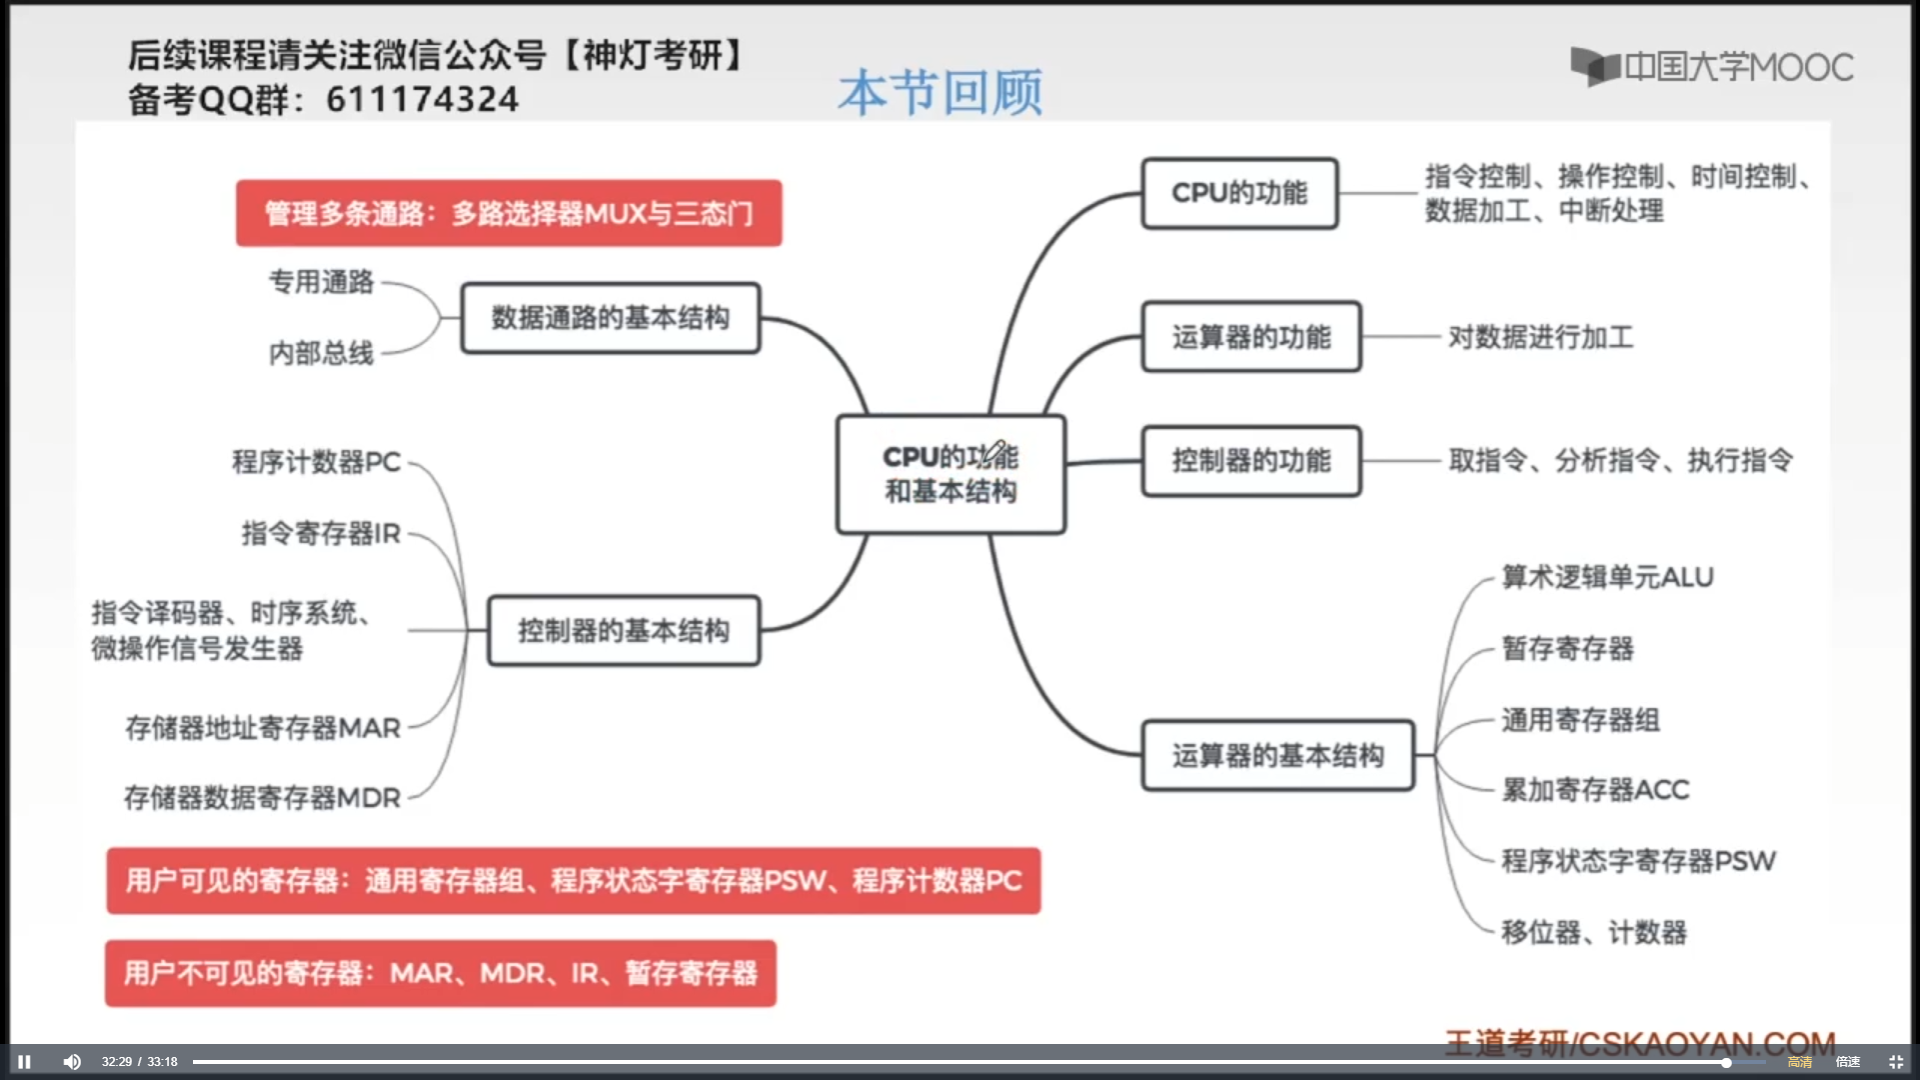 后续课程请关注微信公众号【神灯考研】
备考QQ群：611174324
本节回顾
中国大学MOOC
管理多条通路：多路选择器MUX与三态门
专用通路
内部总线
数据通路的基本结构
程序计数器PC
指令寄存器IR
指令译码器、时序系统、
微操作信号发生器
存储器地址寄存器MAR
存储器数据寄存器MDR
控制器的基本结构
CPU的功能
和基本结构
CPU的功能
指令控制、操作控制、时间控制、
数据加工、中断处理
运算器的功能
对数据进行加工
控制器的功能
取指令、分析指令、执行指令
运算器的基本结构
算术逻辑单元ALU
暂存寄存器
通用寄存器组
累加寄存器ACC
程序状态字寄存器PSW
移位器、计数器
用户可见的寄存器：通用寄存器组、程序状态字寄存器PSW、程序计数器PC
用户不可见的寄存器：MAR、MDR、IR、暂存寄存器
王道考研/CSKAOYAN.COM
32:29 / 33:18
高清
倍速